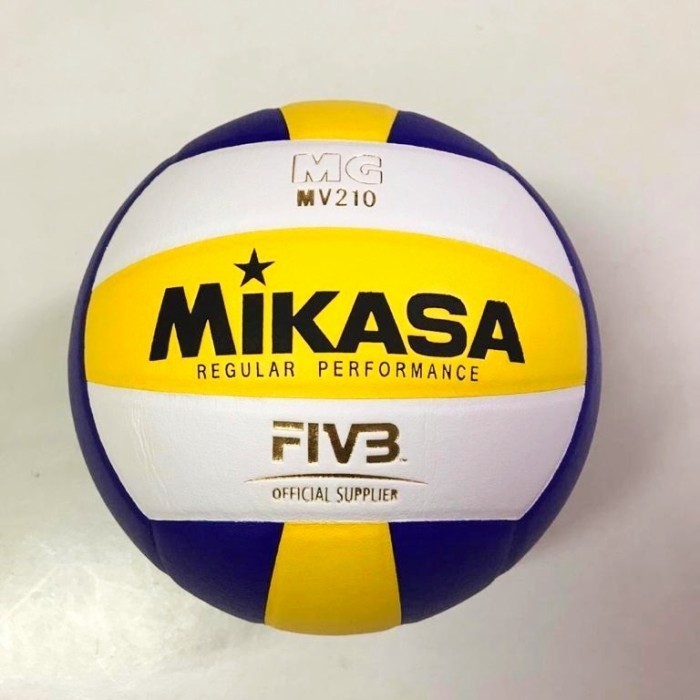 MG
MV210
MIKASA
REGULAR PERFORMANCE
FIVB
OFFICIAL SUPPLIER